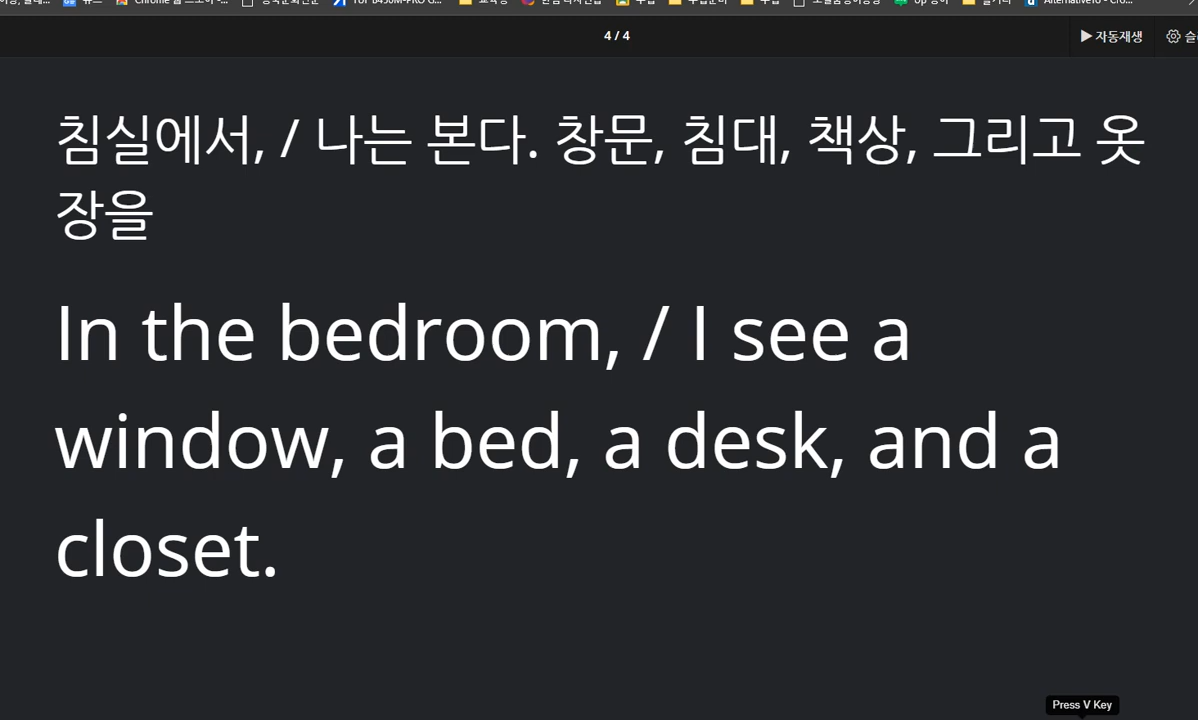 4 / 4
▶ 자동재생
침실에서, / 나는 본다. 창문, 침대, 책상, 그리고 옷
장을
In the bedroom, / I see a
window, a bed, a desk, and a
closet.
Press V Key